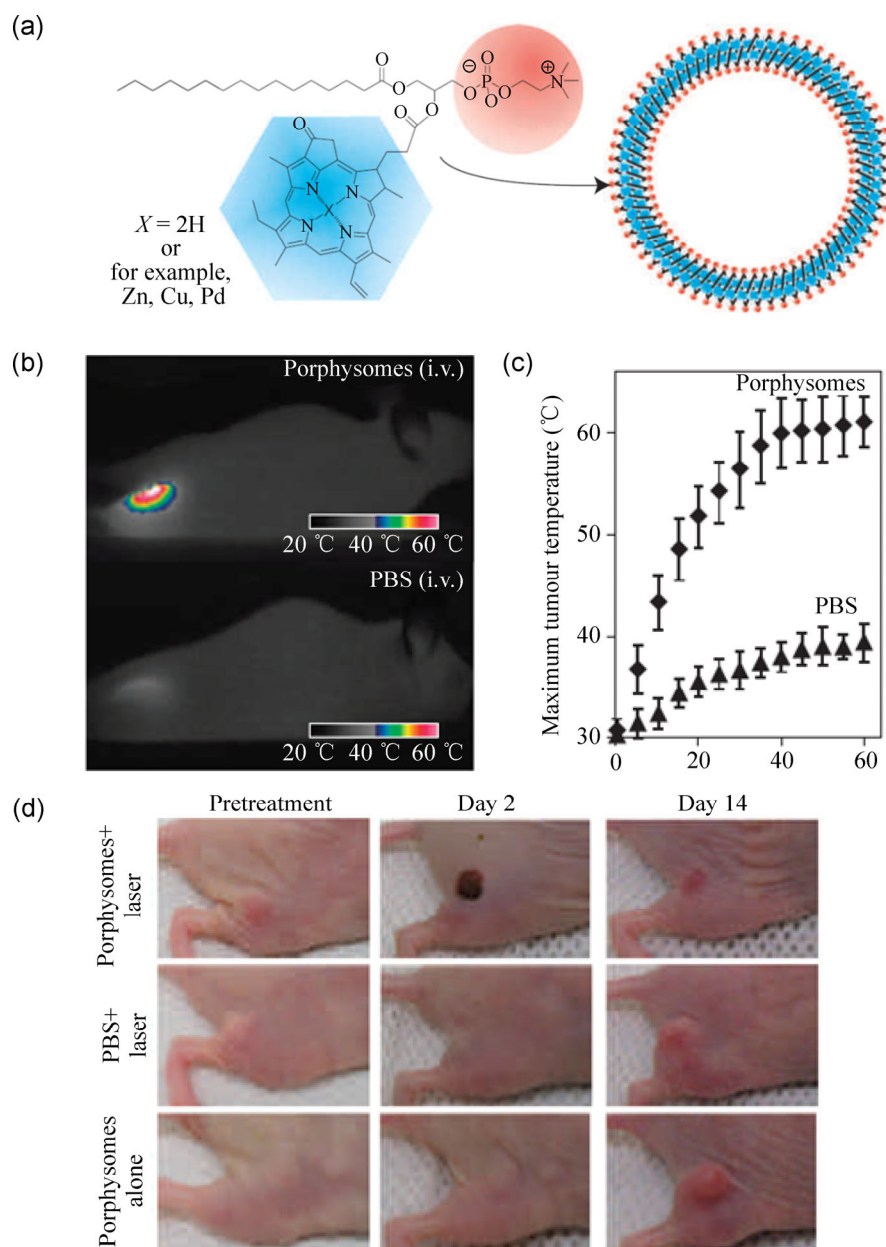 (a)
O
O
O
O
O
⊖
O
P
O
O
⊕
N
O
N
N
X
N
N
X = 2H
or
for example,
Zn, Cu, Pd
(b)
Porphysomes (i.v.)
20 ℃ 40 ℃ 60 ℃
PBS (i.v.)
20 ℃ 40 ℃ 60 ℃
(c)
Maximum tumour temperature (℃)
60
50
40
30
Porphysomes
PBS
0 20 40 60
(d)
Pretreatment Day 2 Day 14
Porphysomes+
laser
PBS+
laser
Porphysomes
alone